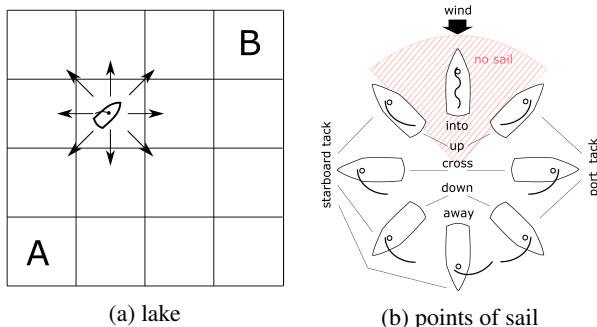 B
A
(a) lake
wind
no sail
into
up
cross
down
away
starboard tack
port tack
(b) points of sail